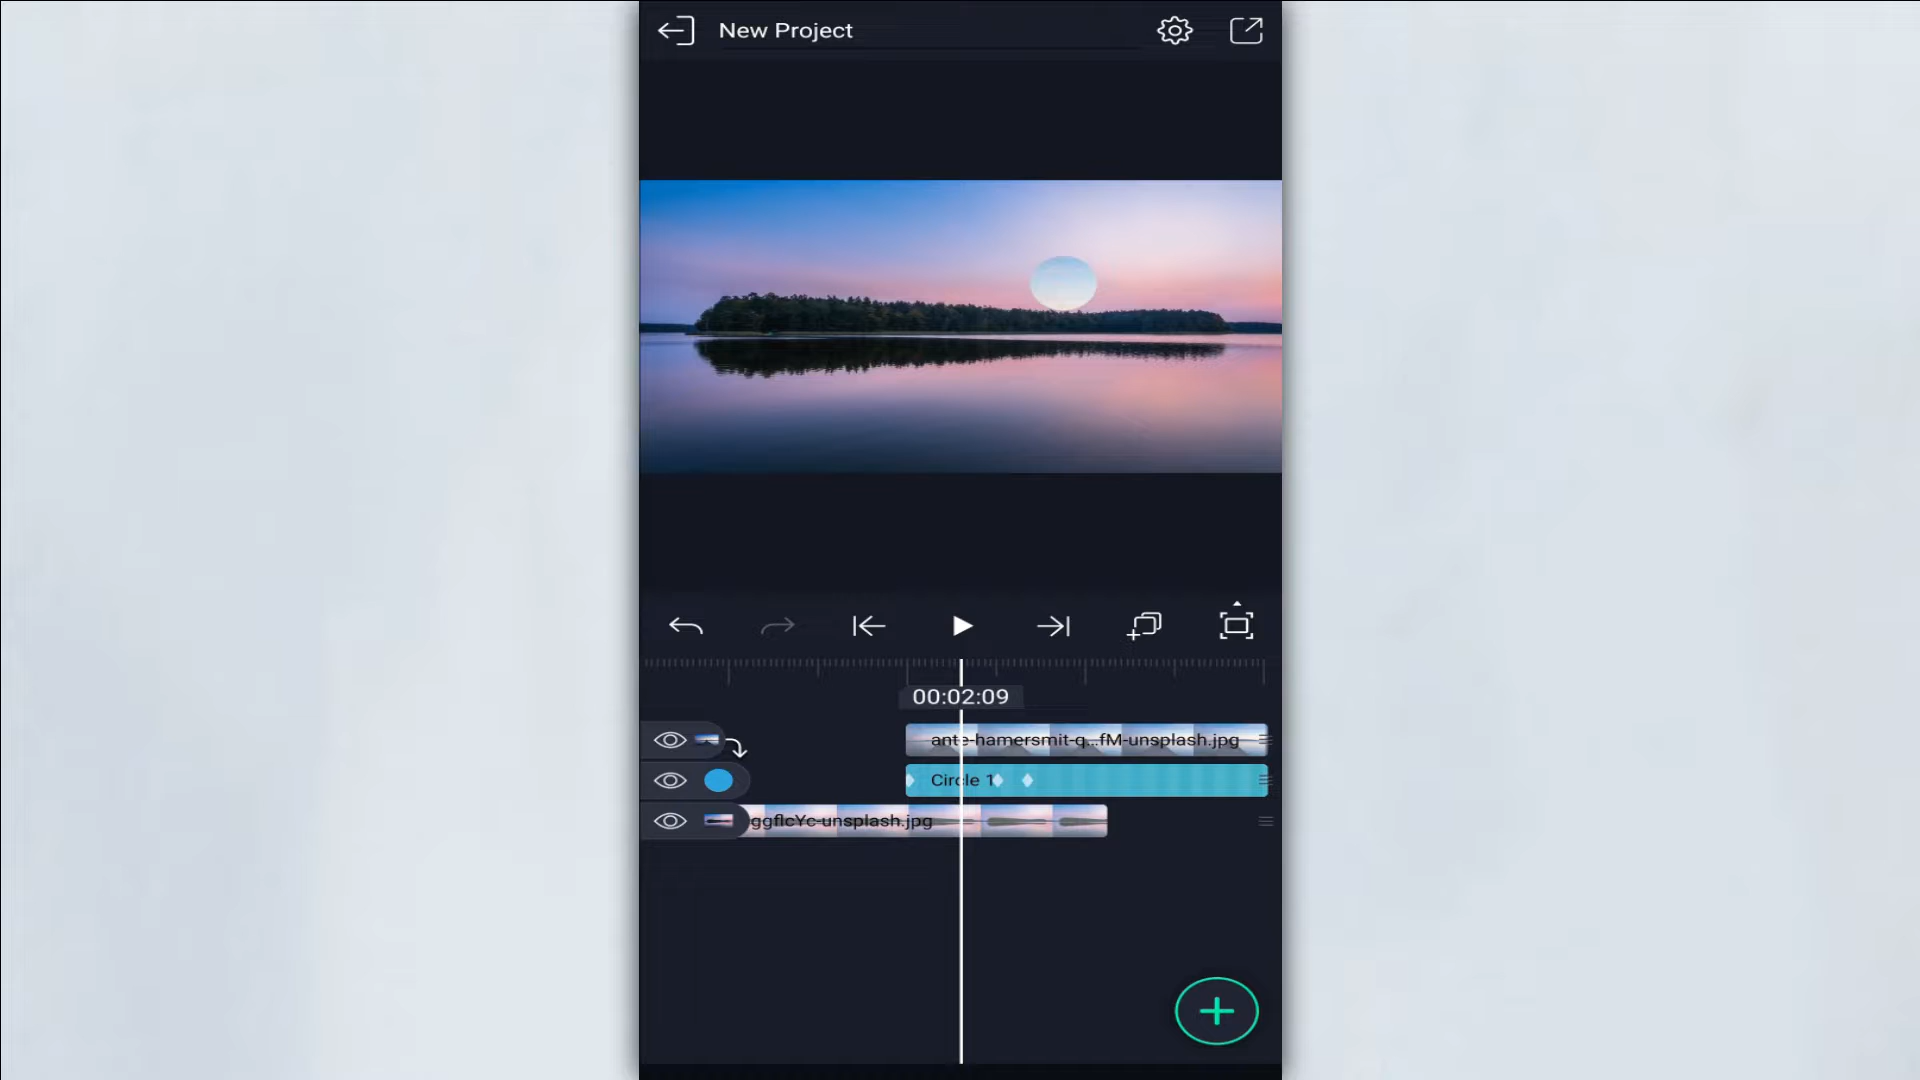 New Project
00:02:09
ante-hamersmit-q...fM-unsplash.jpg
Circle 1
ggflcYc-unsplash.jpg